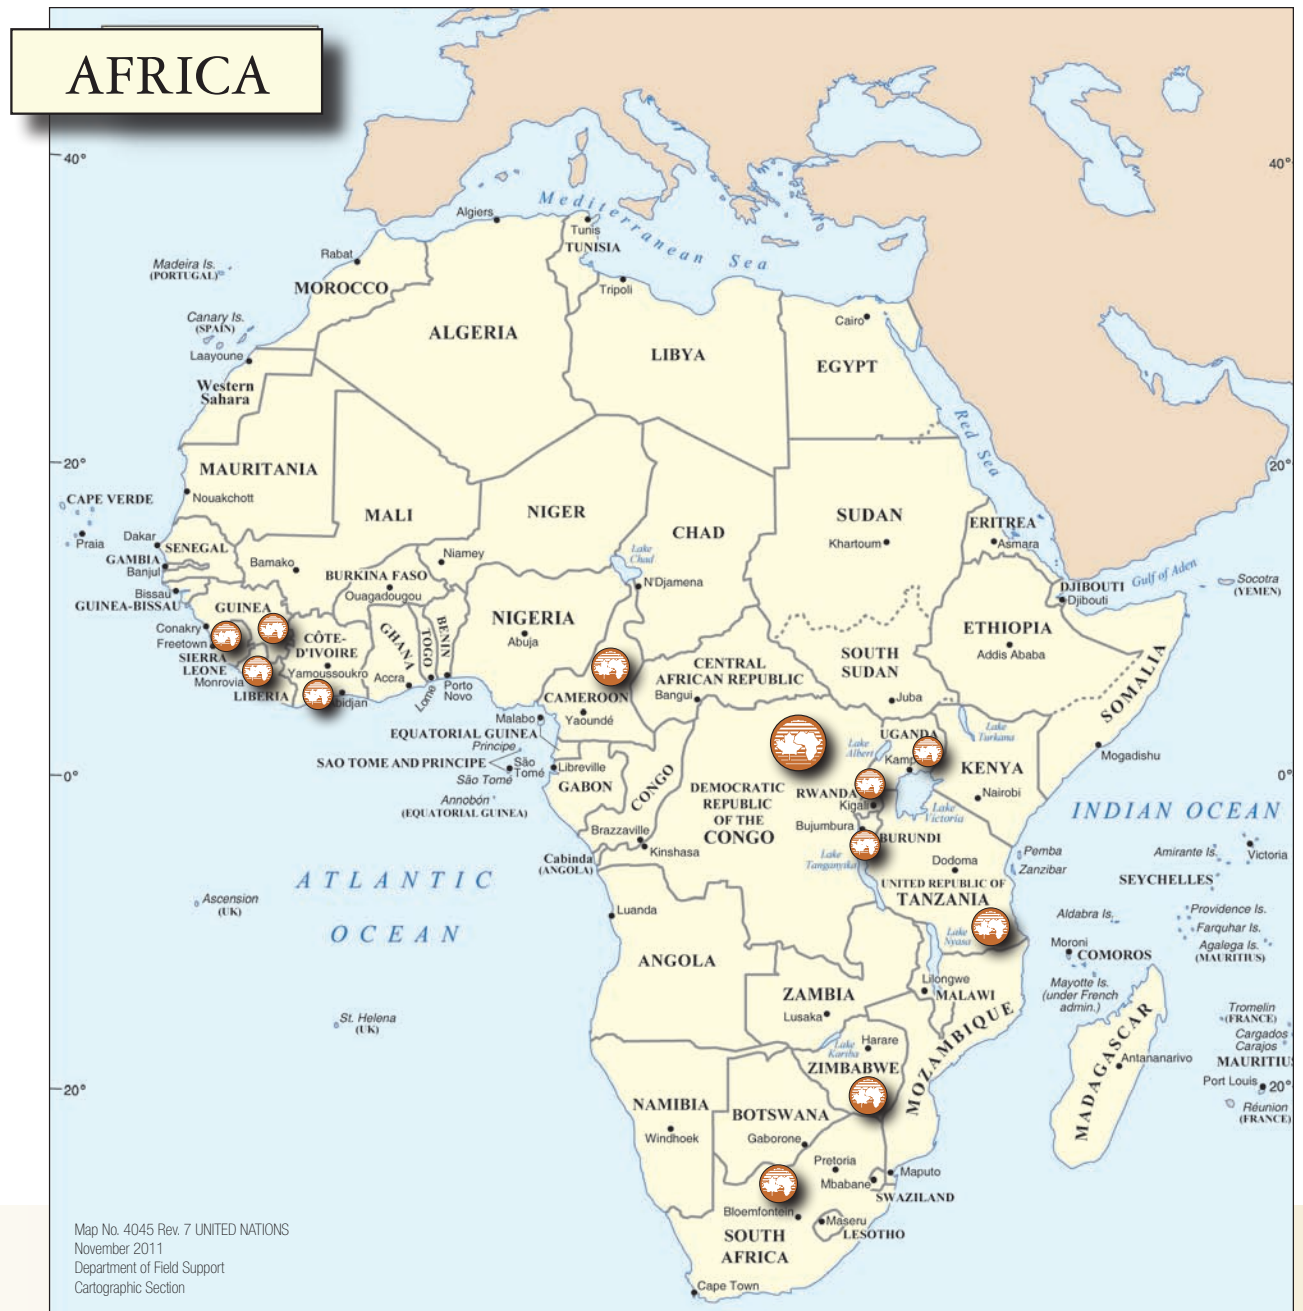 AFRICA
40°
40°
Mediterranean Sea
Algiers
Tunis
TUNISIA
Rabat
Madeira Is.
(PORTUGAL)
MOROCCO
Tripoli
Canary Is.
(SPAIN)
Laayoune
Cairo
ALGERIA
LIBYA
EGYPT
Western
Sahara
Red Sea
20°
20°
MAURITANIA
Nouakchott
CAPE VERDE
Praia
MALI
NIGER
CHAD
SUDAN
Khartoum
ERITREA
Asmara
Dakar
SENEGAL
GAMBIA
Banjul
Bamako
Niamey
Lake
Chad
N'Djamena
BURKINA FASO
Ouagadougou
Bissau
GUINEA-BISSAU
GUINEA
DJIBOUTI
Djibouti
Gulf of Aden
Socotra
(YEMEN)
NIGERIA
Abuja
BENIN
TOGO
GHANA
Conakry
Freetown
SIERRA
LEONE
CÔTE-
D'IVOIRE
Yamoussoukro
Monrovia
LIBERIA
bidjan
Accra
Lome
Porto
Novo
ETHIOPIA
Addis Ababa
SOUTH
SUDAN
Juba
SOMALIA
CENTRAL
AFRICAN REPUBLIC
Bangui
CAMEROON
Yaoundé
Malabo
EQUATORIAL GUINEA
Principe
SAO TOME AND PRINCIPE
São
Tomé
São Tomé
Libreville
GABON
CONGO
Annobón
(EQUATORIAL GUINEA)
0°
0°
UGANDA
Kamp
Lake
Albert
Lake
Turkana
KENYA
Nairobi
Mogadishu
DEMOCRATIC
REPUBLIC
OF THE
CONGO
RWANDA
Kigali
Lake
Victoria
Bujumbura
BURUNDI
INDIAN OCEAN
Brazzaville
Kinshasa
Cabinda
(ANGOLA)
Lake
Tanganyika
Dodoma
UNITED REPUBLIC OF
TANZANIA
Pemba
Zanzibar
Amirante Is.
Victoria
SEYCHELLES
ATLANTIC
OCEAN
Ascension
(UK)
Luanda
ANGOLA
Lake
Nyasa
Aldabra Is.
Providence Is.
Farquhar Is.
Agalega Is.
(MAURITIUS)
Moroni
COMOROS
Mayotte Is.
(under French
admin.)
ZAMBIA
Lusaka
Lilongwe
MALAWI
MOZAMBIQUE
St. Helena
(UK)
Tromelin
(FRANCE)
Cargados
Carajos
MAURITIU
Port Louis
20°
Réunion
(FRANCE)
MADAGASCAR
Antananarivo
Lake
Kariba
Harare
ZIMBABWE
20°
NAMIBIA
Windhoek
BOTSWANA
Gaborone
Pretoria
Mbabane
Maputo
SWAZILAND
Bloemfontein
Maseru
LESOTHO
SOUTH
AFRICA
Cape Town
Map No. 4045 Rev. 7 UNITED NATIONS
November 2011
Department of Field Support
Cartographic Section